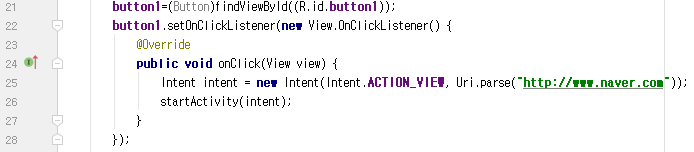 21 button1=(Button)findViewById((R.id.button1));
22 button1.setOnClickListener(new View.OnClickListener() {
23 @Override
24 public void onClick(View view) {
25 Intent intent = new Intent(Intent.ACTION_VIEW, Uri.parse("http://www.naver.com"));
26 startActivity(intent);
27 }
28 });